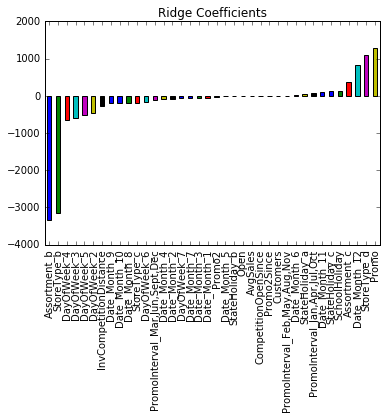 Ridge Coefficients
2000
1000
0
−1000
−2000
−3000
−4000
Assortment_b
StoreType_b
DayOfWeek_4
DayOfWeek_3
DayOfWeek_5
DayOfWeek_2
InvCompetitionDistance
Date_Month_9
Date_Month_10
Date_Month_8
StoreType_c
DayOfWeek_6
PromoInterval_Mar,Jun,Sept,Dec
Date_Month_4
Date_Month_2
DayOfWeek_7
Date_Month_7
Date_Month_3
Date_Month_1
Promo2
Date_Month_5
StateHoliday_b
Open
AvgSales
CompetitionOpenSince
Promo2Since
Customers
PromoInterval_Feb,May,Aug,Nov
Date_Month_6
StateHoliday_a
PromoInterval_Jan,Apr,Jul,Oct
Date_Month_11
StateHoliday_c
SchoolHoliday
Assortment_c
Date_Month_12
StoreType_d
Promo